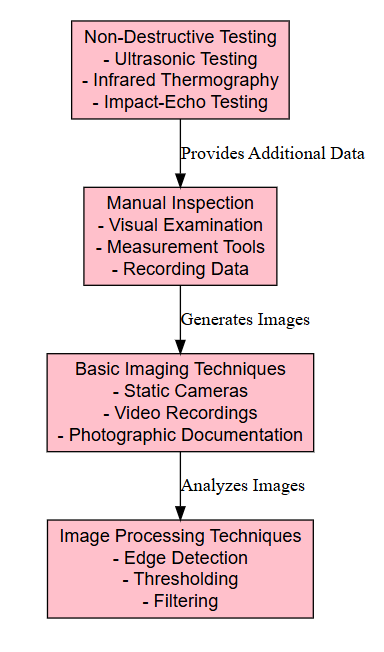 Non-Destructive Testing
- Ultrasonic Testing
- Infrared Thermography
- Impact-Echo Testing
Provides Additional Data
Manual Inspection
- Visual Examination
- Measurement Tools
- Recording Data
Generates Images
Basic Imaging Techniques
- Static Cameras
- Video Recordings
- Photographic Documentation
Analyzes Images
Image Processing Techniques
- Edge Detection
- Thresholding
- Filtering